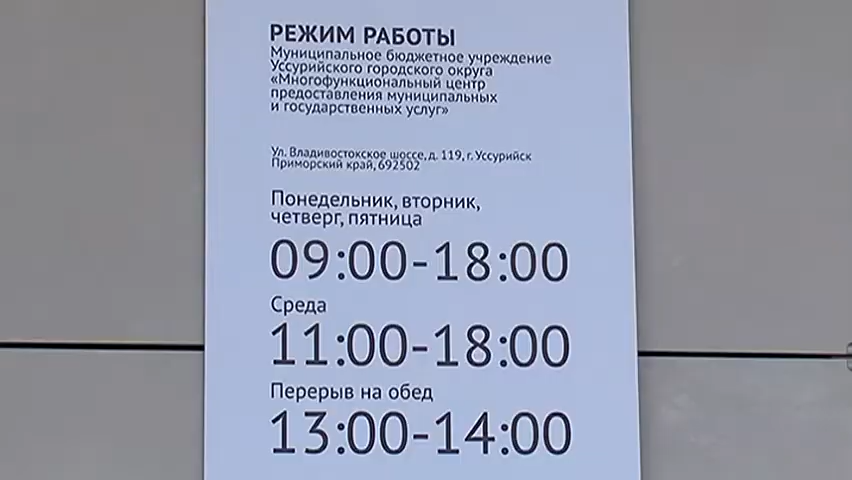 РЕЖИМ РАБОТЫ
Муниципальное бюджетное учреждение
Уссурийского городского округа
«Многофункциональный центр
предоставления муниципальных
и государственных услуг»
Ул. Владивостокское шоссе, д. 119, г. Уссурийск
Приморский край, 692502
Понедельник, вторник,
четверг, пятница
09:00-18:00
Среда
11:00-18:00
Перерыв на обед
13:00-14:00